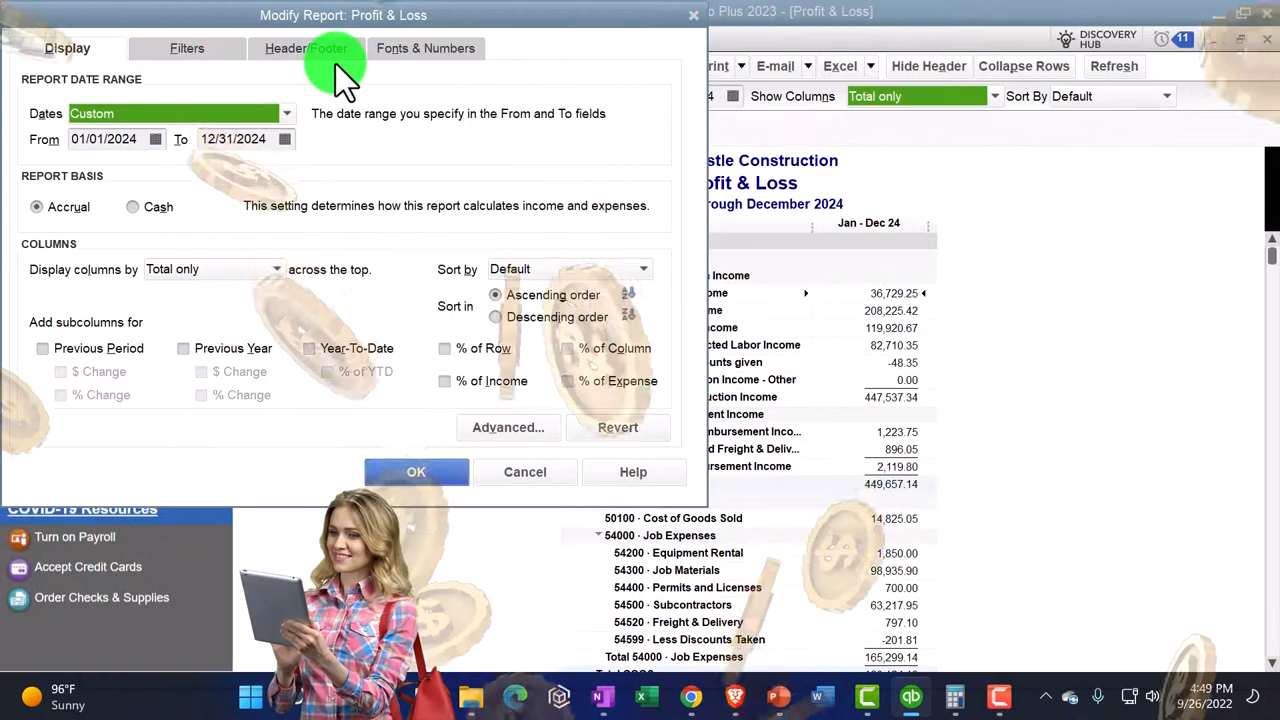 Modify Report: Profit & Loss
o Plus 2023 - [Profit & Loss]
Display
Filters
Header/Footer
Fonts & Numbers
DISCOVERY
HUB
11
rint
E-mail
Excel
Hide Header
Collapse Rows
Refresh
REPORT DATE RANGE
Dates
Custom
The date range you specify in the From and To fields
4
Show Columns
Total only
Sort By
Default
From
01/01/2024
To
12/31/2024
REPORT BASIS
Accrual
Cash
This setting determines how this report calculates income and expenses.
COLUMNS
Display columns by
Total only
across the top.
Sort by
Default
Sort in
Ascending order
Descending order
Add subcolumns for
Previous Period
Previous Year
Year-To-Date
% of Row
% of Column
$ Change
$ Change
% of YTD
% of Income
% of Expense
% Change
% Change
Advanced...
Revert
OK
Cancel
Help
stle Construction
ofit & Loss
rough December 2024
Jan - Dec 24
n Income
ome
36,729.25
come
208,225.42
come
119,920.67
cted Labor Income
82,710.35
ounts given
-48.35
ion Income - Other
0.00
ruction Income
447,537.34
ment Income
mbursement Inco...
1,223.75
d Freight & Deliv...
896.05
ursement Income
2,119.80
449,657.14
50100 · Cost of Goods Sold
14,825.05
54000 · Job Expenses
54200 · Equipment Rental
1,850.00
54300 · Job Materials
98,935.90
54400 · Permits and Licenses
700.00
54500 · Subcontractors
63,217.95
54520 · Freight & Delivery
797.10
54599 · Less Discounts Taken
-201.81
Total 54000 · Job Expenses
165,299.14
COVID-19 Resources
Turn on Payroll
Accept Credit Cards
Order Checks & Supplies
96°F
Sunny
4:49 PM
9/26/2022